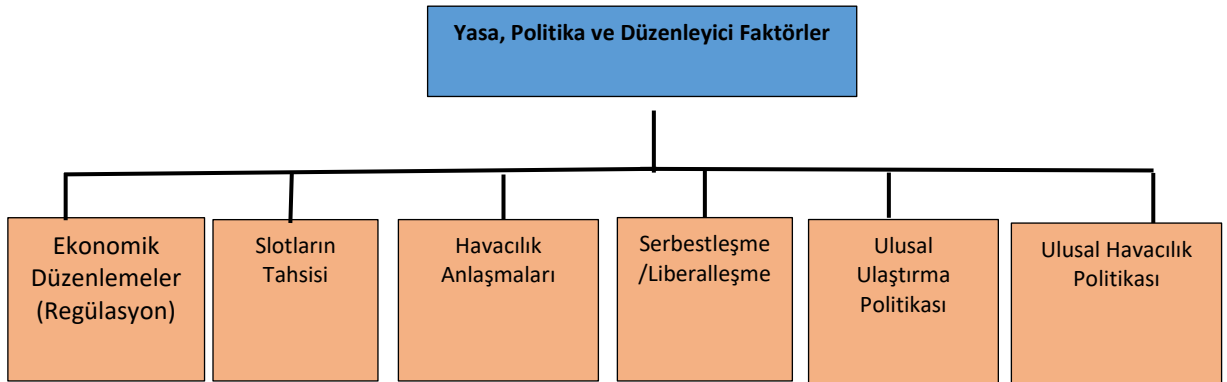 Yasa, Politika ve Düzenleyici Faktörler
Ekonomik
Düzenlemeler
(Regülasyon)
Slotların
Tahsisi
Havacılık
Anlaşmaları
Serbestleşme
/Liberalleşme
Ulusal
Ulaştırma
Politikası
Ulusal Havacılık
Politikası